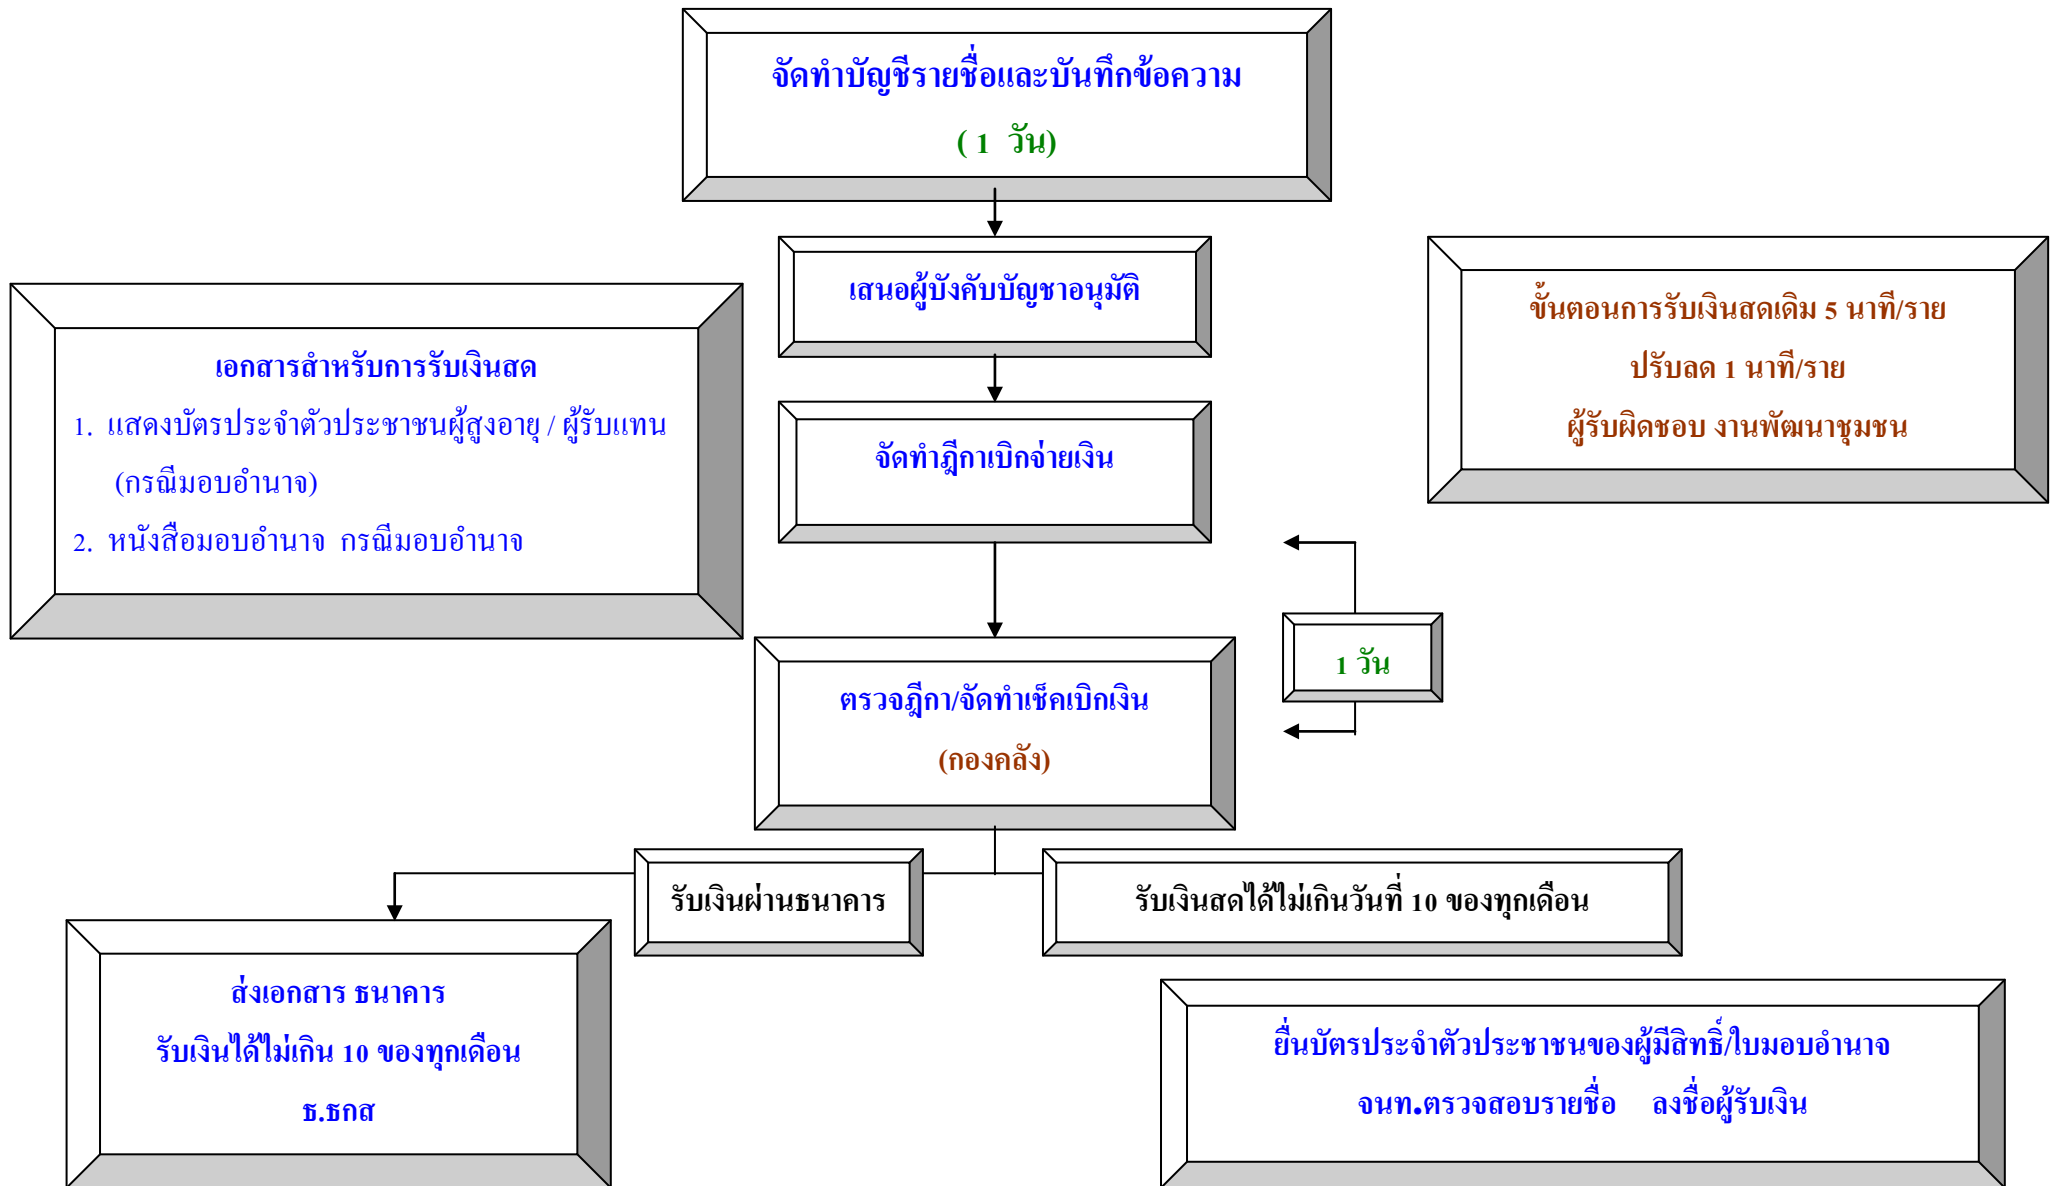 จัดทำบัญชีรายชื่อและบันทึกข้อความ
( 1 วัน)
เสนอผู้บังคับบัญชาอนุมัติ
ขั้นตอนการรับเงินสดเดิม 5 นาที/ราย
ปรับลด 1 นาที/ราย
ผู้รับผิดชอบ งานพัฒนาชุมชน
เอกสารสำหรับการรับเงินสด
1. แสดงบัตรประจำตัวประชาชนผู้สูงอายุ / ผู้รับแทน
(กรณีมอบอำนาจ)
2. หนังสือมอบอำนาจ กรณีมอบอำนาจ
จัดทำฎีกาเบิกจ่ายเงิน
1 วัน
ตรวจฎีกา/จัดทำเช็คเบิกเงิน
(กองคลัง)
รับเงินผ่านธนาคาร
รับเงินสดได้ไม่เกินวันที่ 10 ของทุกเดือน
ส่งเอกสาร ธนาคาร
รับเงินได้ไม่เกิน 10 ของทุกเดือน
ธ.ธกส
ยื่นบัตรประจำตัวประชาชนของผู้มีสิทธิ์/ใบมอบอำนาจ
จนท.ตรวจสอบรายชื่อ ลงชื่อผู้รับเงิน